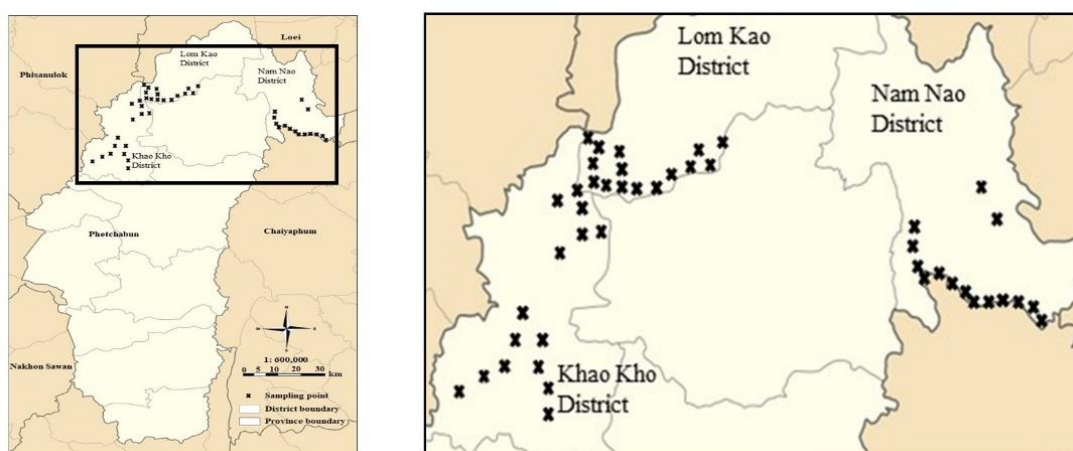 Loei
Lom Kao
District
Phisanulok
Nam Nao
District
Khao Kho
District
Phetchabun
Chaiyaphum
N
W
E
S
1: 600,000
0 5 10 20 30
km
Nakhon Sawan
Sampling point
District boundary
Province boundary
Lom Kao
District
Nam Nao
District
Khao Kho
District